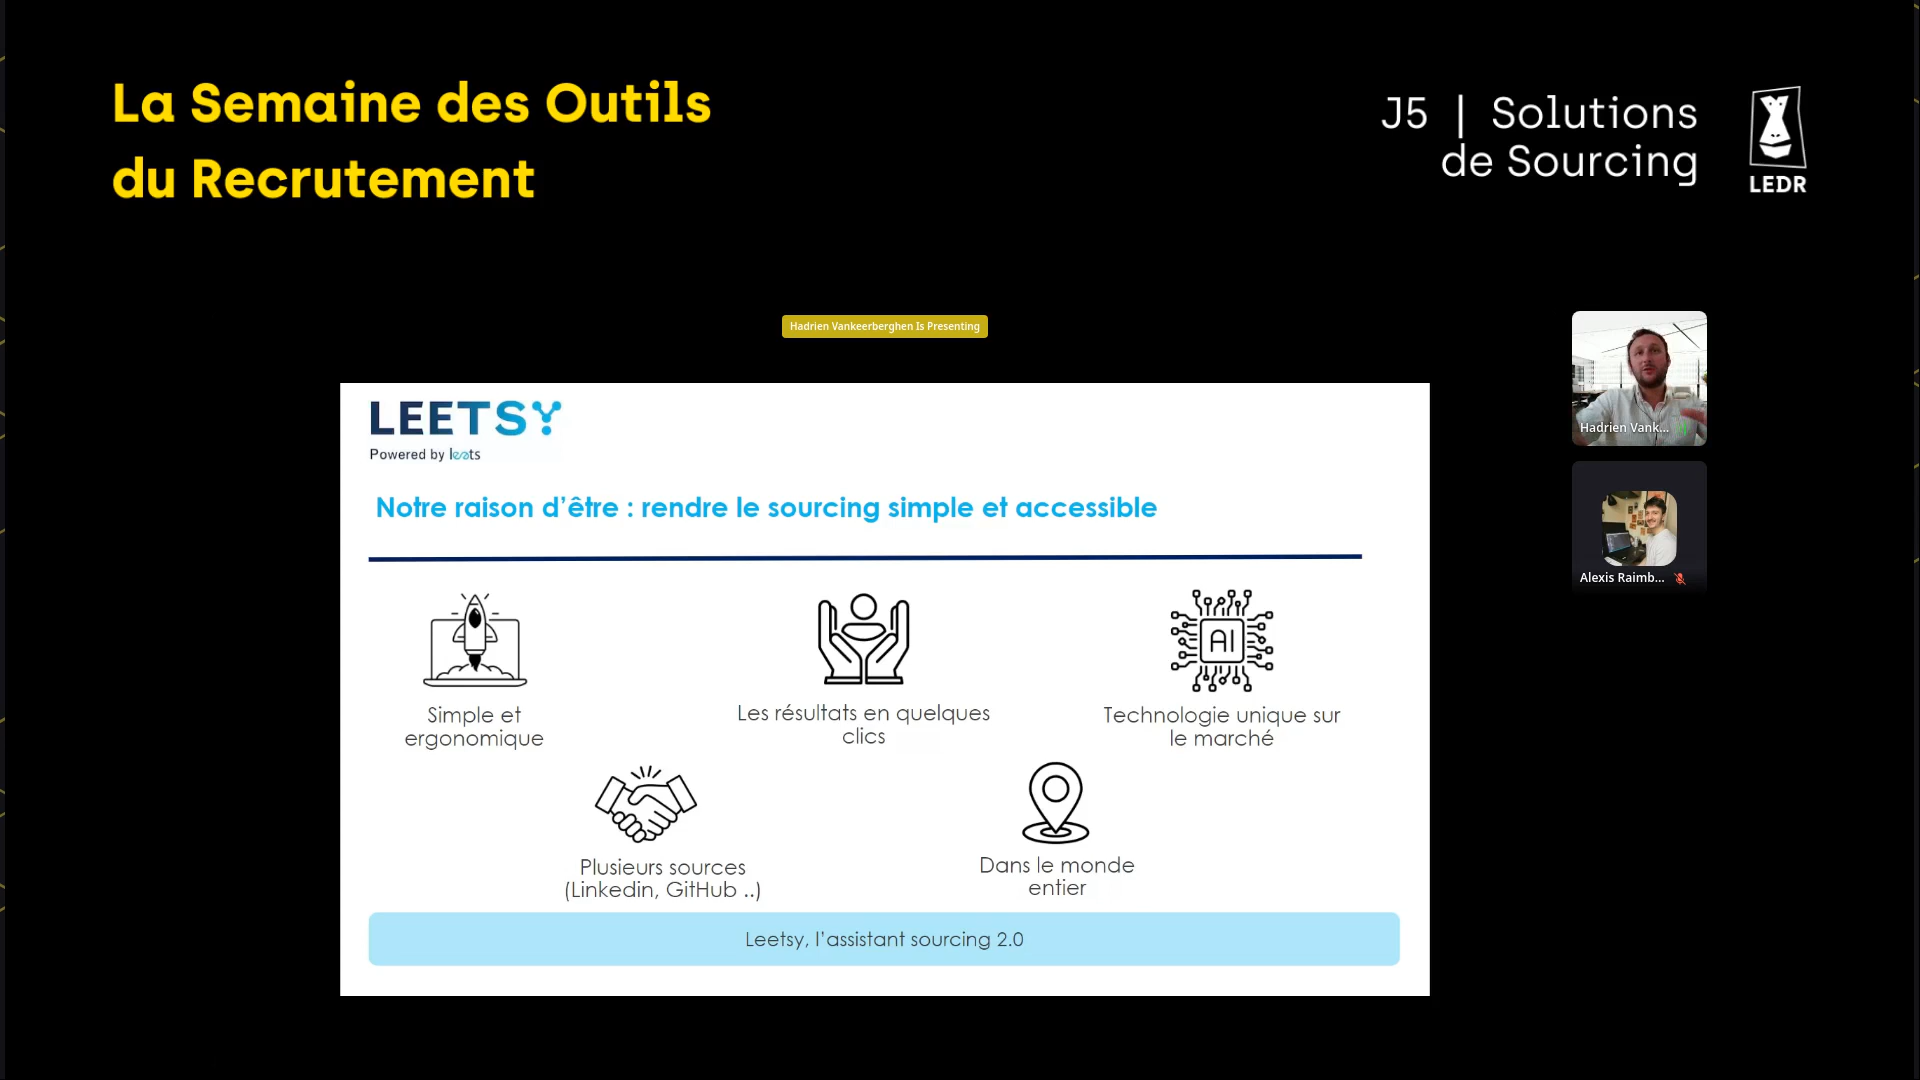 La Semaine des Outils
du Recrutement
J5 | Solutions
de Sourcing
LEDR
Hadrien Vankeerberghen Is Presenting
Hadrien Vank...
Alexis Raimb...
LEETSY
Powered by leets
Notre raison d'être : rendre le sourcing simple et accessible
AI
Simple et
ergonomique
Les résultats en quelques
clics
Technologie unique sur
le marché
Plusieurs sources
(Linkedin, GitHub ..)
Dans le monde
entier
Leetsy, l'assistant sourcing 2.0